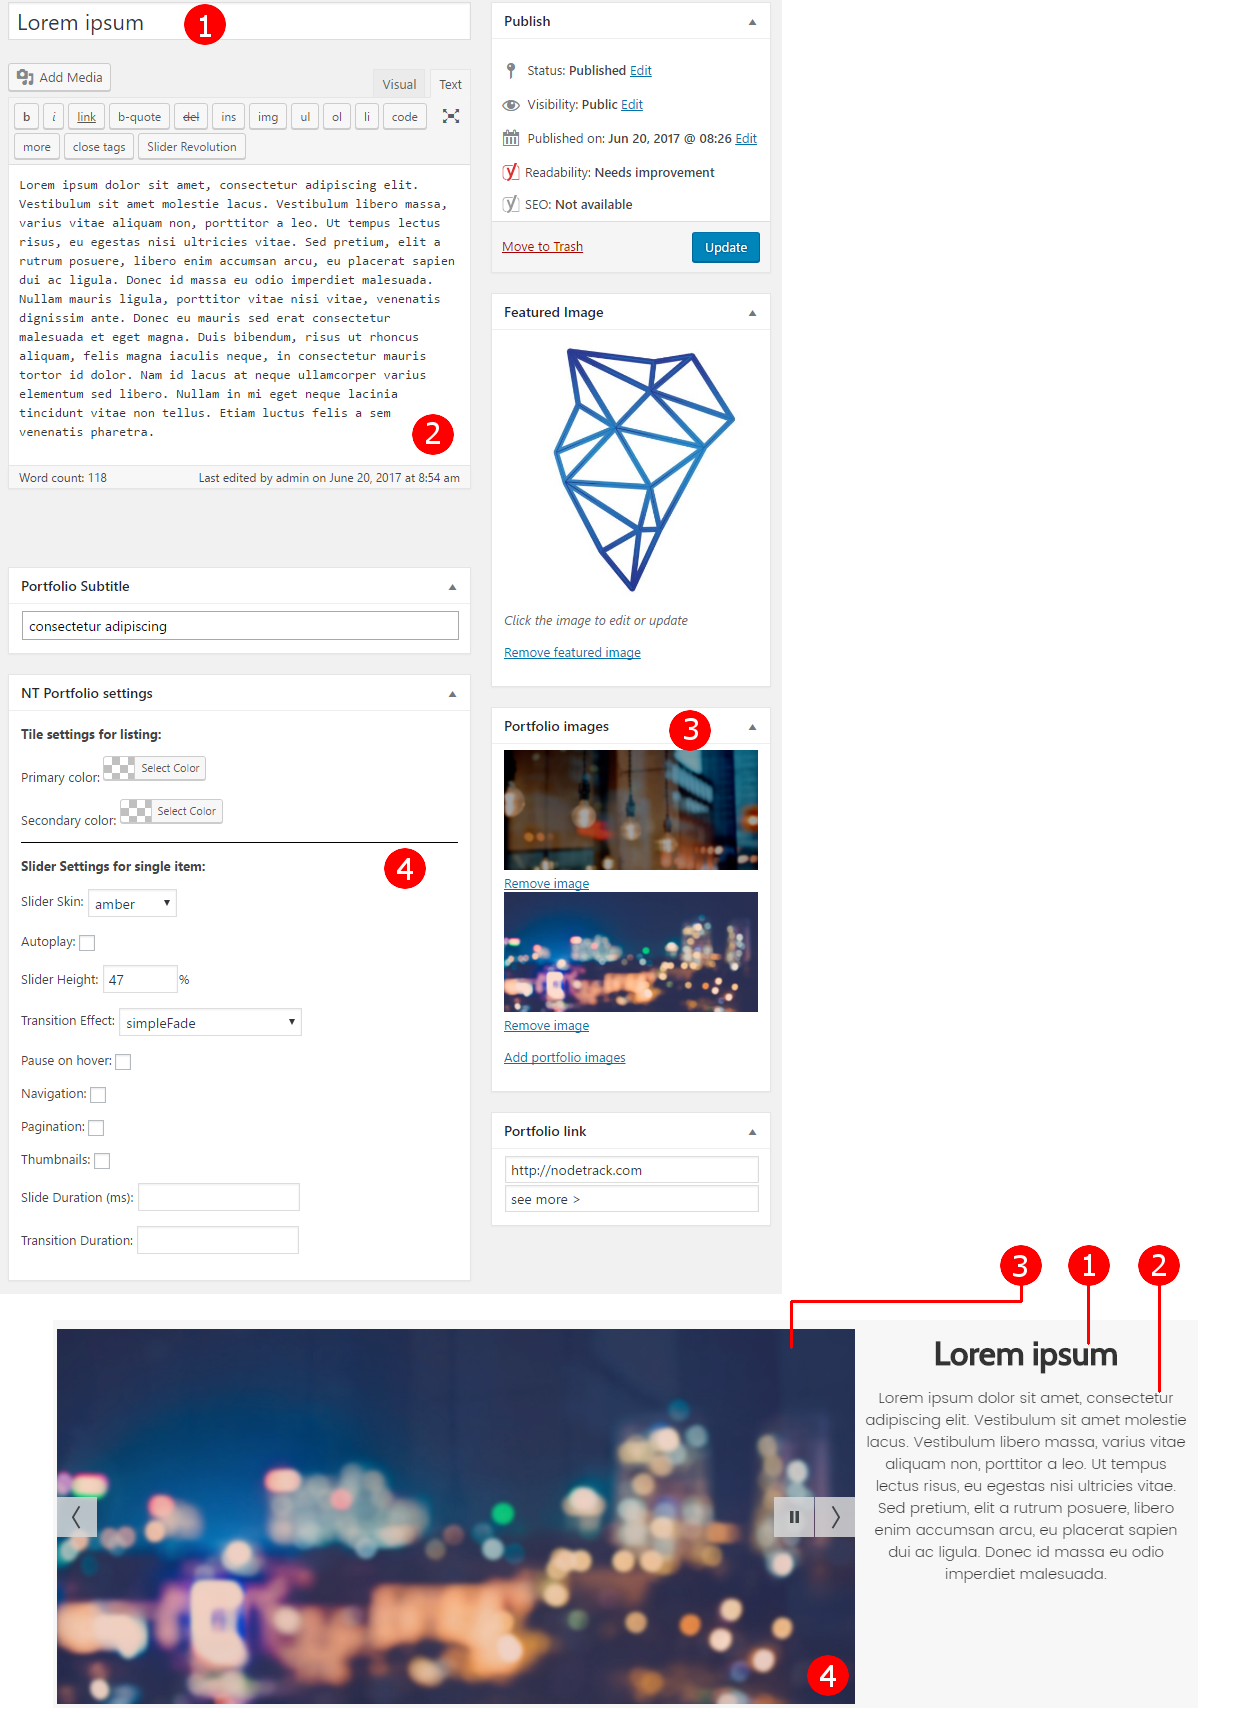 Lorem ipsum
1
Add Media
Visual
Text
b
i
link
b-quote
del
ins
img
ul
ol
li
code
more
close tags
Slider Revolution
Lorem ipsum dolor sit amet, consectetur adipiscing elit.
Vestibulum sit amet molestie lacus. Vestibulum libero massa,
varius vitae aliquam non, porttitor a leo. Ut tempus lectus
risus, eu egestas nisi ultricies vitae. Sed pretium, elit a
rutrum posuere, libero enim accumsan arcu, eu placerat sapien
dui ac ligula. Donec id massa eu odio imperdiet malesuada.
Nullam mauris ligula, porttitor vitae nisi vitae, venenatis
dignissim ante. Donec eu mauris sed erat consectetur
malesuada et eget magna. Duis bibendum, risus ut rhoncus
aliquam, felis magna iaculis neque, in consectetur mauris
tortor id dolor. Nam id lacus at neque ullamcorper varius
elementum sed libero. Nullam in mi eget neque lacinia
tincidunt vitae non tellus. Etiam luctus felis a sem
venenatis pharetra.
2
Word count: 118
Last edited by admin on June 20, 2017 at 8:54 am
Portfolio Subtitle
consectetur adipiscing
NT Portfolio settings
Tile settings for listing:
Primary color: Select Color
Secondary color: Select Color
Slider Settings for single item:
4
Slider Skin: amber
Autoplay:
Slider Height: 47 %
Transition Effect: simpleFade
Pause on hover:
Navigation:
Pagination:
Thumbnails:
Slide Duration (ms):
Transition Duration:
Publish
Status: Published Edit
Visibility: Public Edit
Published on: Jun 20, 2017 @ 08:26 Edit
Readability: Needs improvement
SEO: Not available
Move to Trash
Update
Featured Image
Click the image to edit or update
Remove featured image
Portfolio images
3
Remove image
Remove image
Add portfolio images
Portfolio link
http://nodetrack.com
see more >
3
1
2
Lorem ipsum
Lorem ipsum dolor sit amet, consectetur
adipiscing elit. Vestibulum sit amet molestie
lacus. Vestibulum libero massa, varius vitae
aliquam non, porttitor a leo. Ut tempus
lectus risus, eu egestas nisi ultricies vitae.
Sed pretium, elit a rutrum posuere, libero
enim accumsan arcu, eu placerat sapien
dui ac ligula. Donec id massa eu odio
imperdiet malesuada.
4